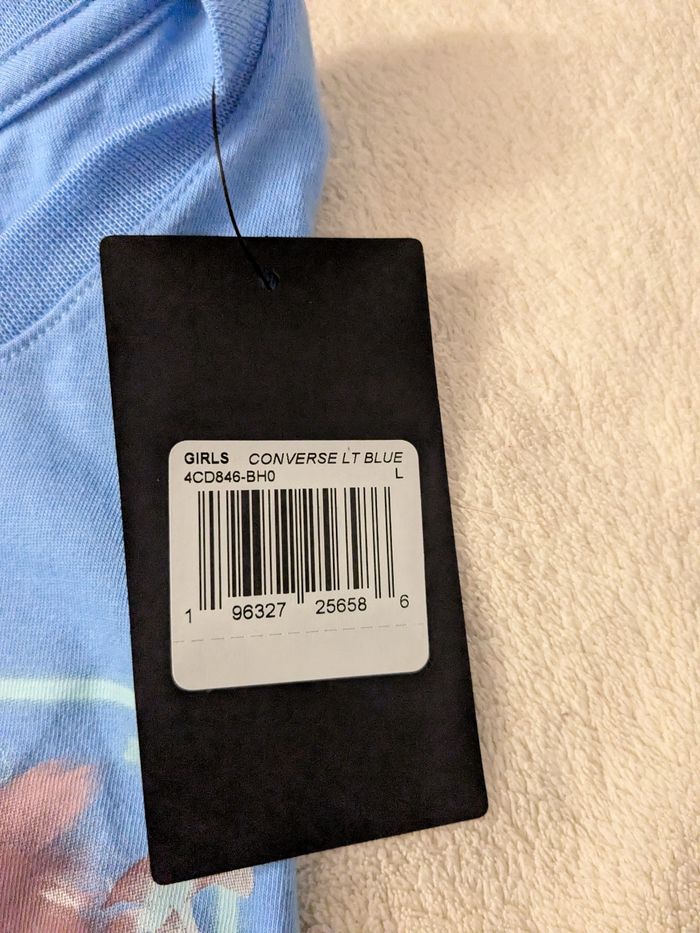 GIRLS CONVERSE LT BLUE
4CD846-BH0 L
1 96327 25658 6